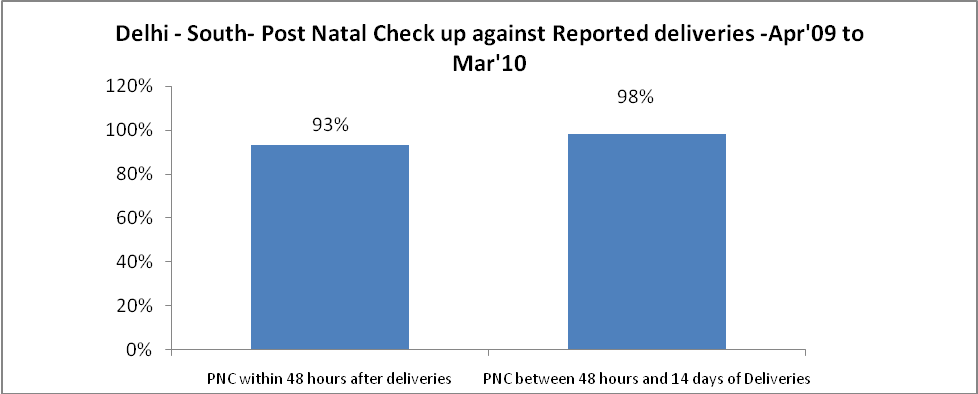 Delhi - South- Post Natal Check up against Reported deliveries -Apr'09 to
Mar'10
120%
100%
80%
60%
40%
20%
0%
93%
98%
PNC within 48 hours after deliveries
PNC between 48 hours and 14 days of Deliveries